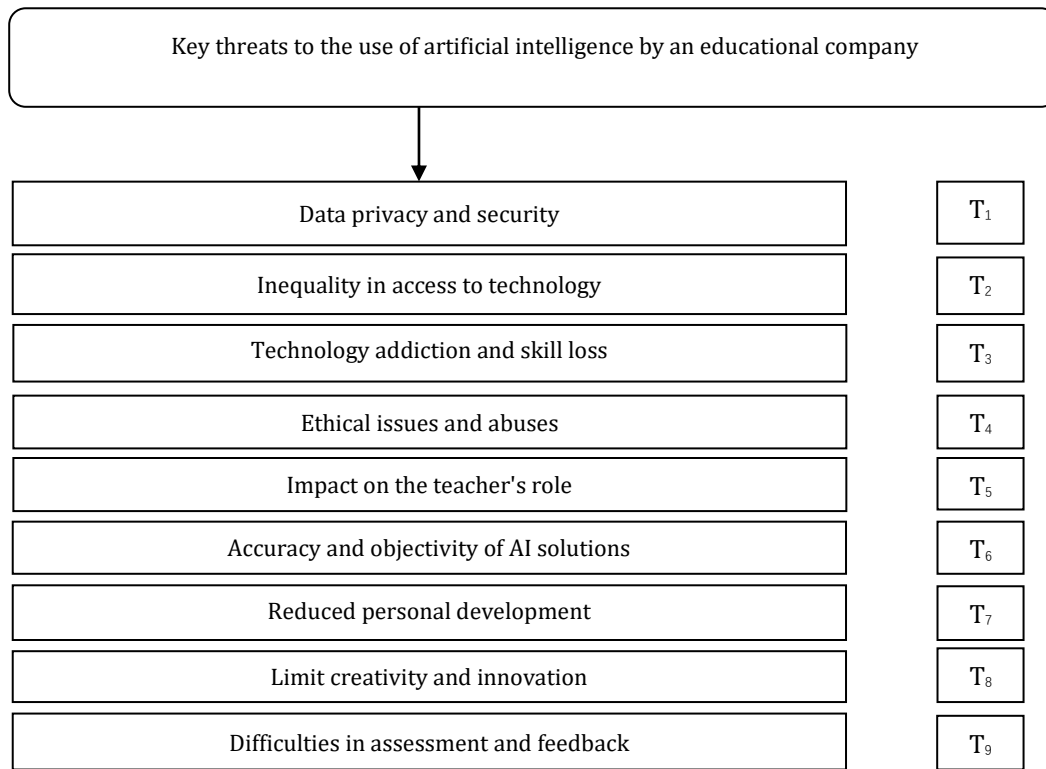 Key threats to the use of artificial intelligence by an educational company
Data privacy and security T₁
Inequality in access to technology T₂
Technology addiction and skill loss T₃
Ethical issues and abuses T₄
Impact on the teacher's role T₅
Accuracy and objectivity of AI solutions T₆
Reduced personal development T₇
Limit creativity and innovation T₈
Difficulties in assessment and feedback T₉